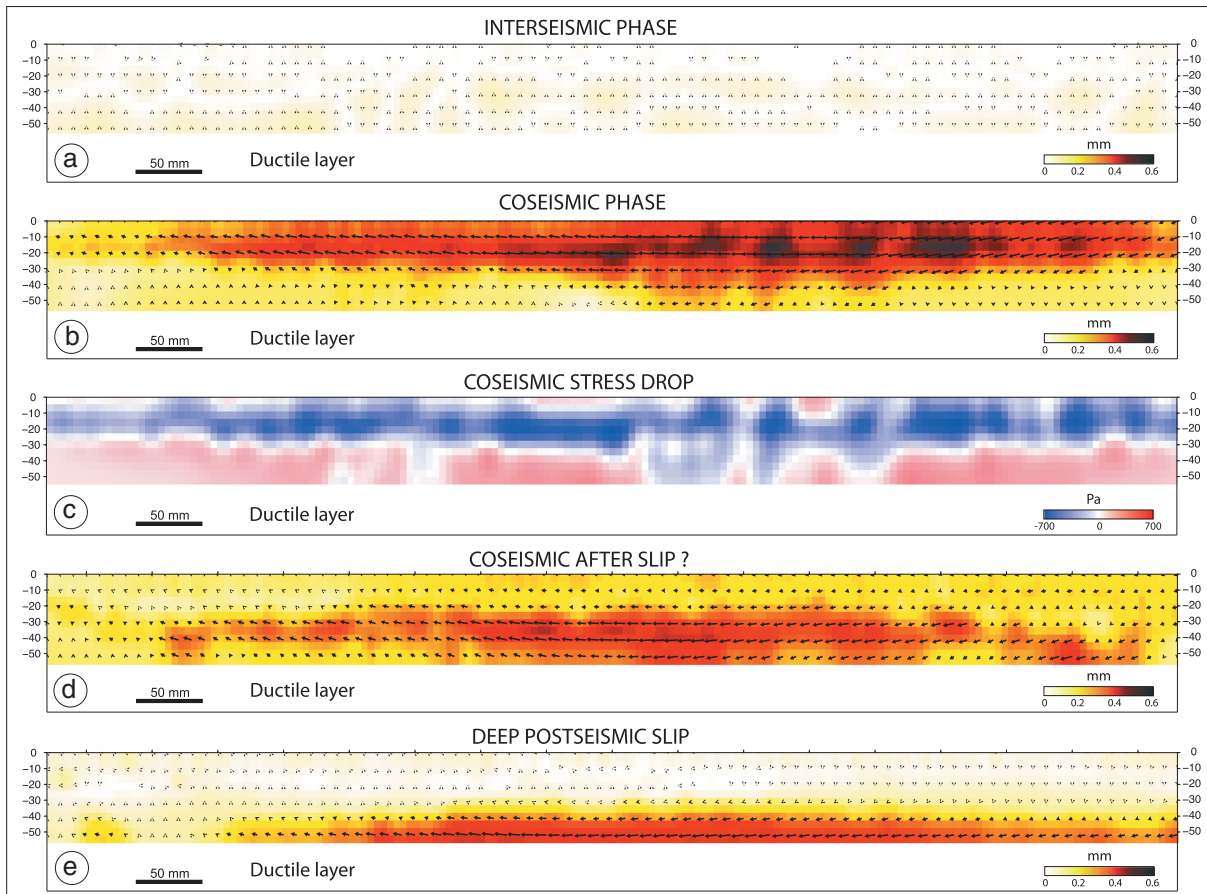 INTERSEISMIC PHASE
0 0
−10 −10
−20 −20
−30 −30
−40 −40
−50 −50
a 50 mm Ductile layer mm
0 0.2 0.4 0.6
COSEISMIC PHASE
0 0
−10 −10
−20 −20
−30 −30
−40 −40
−50 −50
b 50 mm Ductile layer mm
0 0.2 0.4 0.6
COSEISMIC STRESS DROP
0 0
−10 −10
−20 −20
−30 −30
−40 −40
−50 −50
c 50 mm Ductile layer Pa
-700 0 700
COSEISMIC AFTER SLIP ?
0 0
−10 −10
−20 −20
−30 −30
−40 −40
−50 −50
d 50 mm Ductile layer mm
0 0.2 0.4 0.6
DEEP POSTSEISMIC SLIP
0 0
−10 −10
−20 −20
−30 −30
−40 −40
−50 −50
e 50 mm Ductile layer mm
0 0.2 0.4 0.6